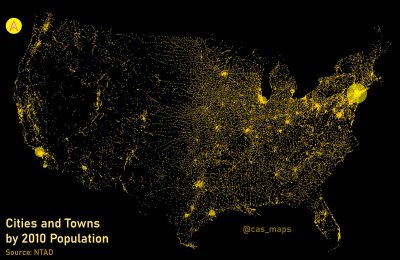 A
@cas_maps
Cities and Towns
by 2010 Population
Source: NTAD